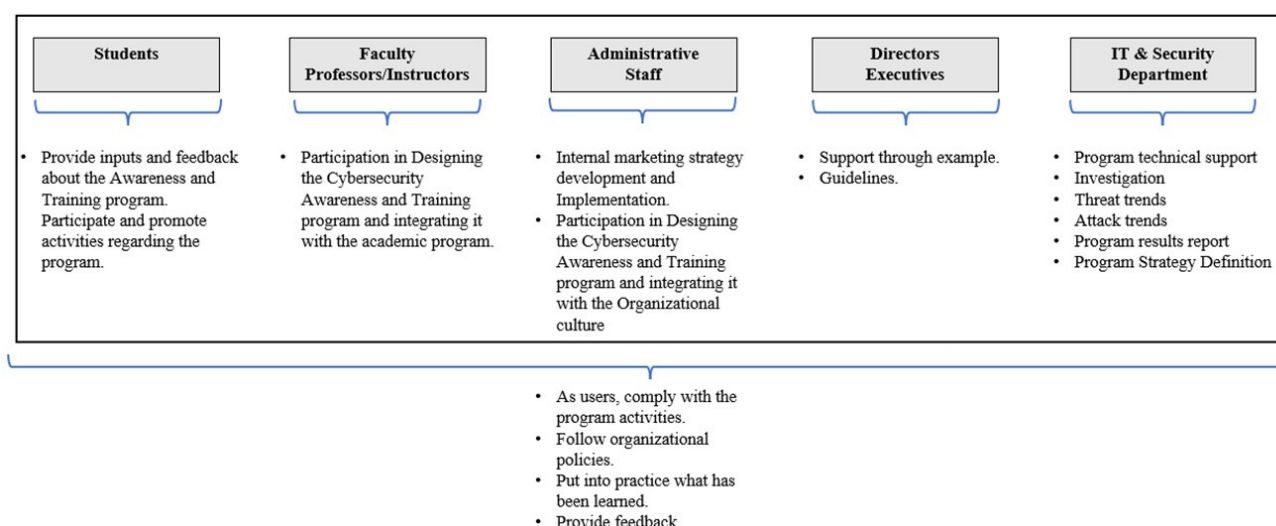 Students
Faculty
Professors/Instructors
Administrative
Staff
Directors
Executives
IT & Security
Department
• Provide inputs and feedback
about the Awareness and
Training program.
Participate and promote
activities regarding the
program.
• Participation in Designing
the Cybersecurity
Awareness and Training
program and integrating it
with the academic program.
• Internal marketing strategy
development and
Implementation.
• Participation in Designing
the Cybersecurity
Awareness and Training
program and integrating it
with the Organizational
culture
• Support through example.
• Guidelines.
• Program technical support
• Investigation
• Threat trends
• Attack trends
• Program results report
• Program Strategy Definition
• As users, comply with the
program activities.
• Follow organizational
policies.
• Put into practice what has
been learned.
• Provide feedback